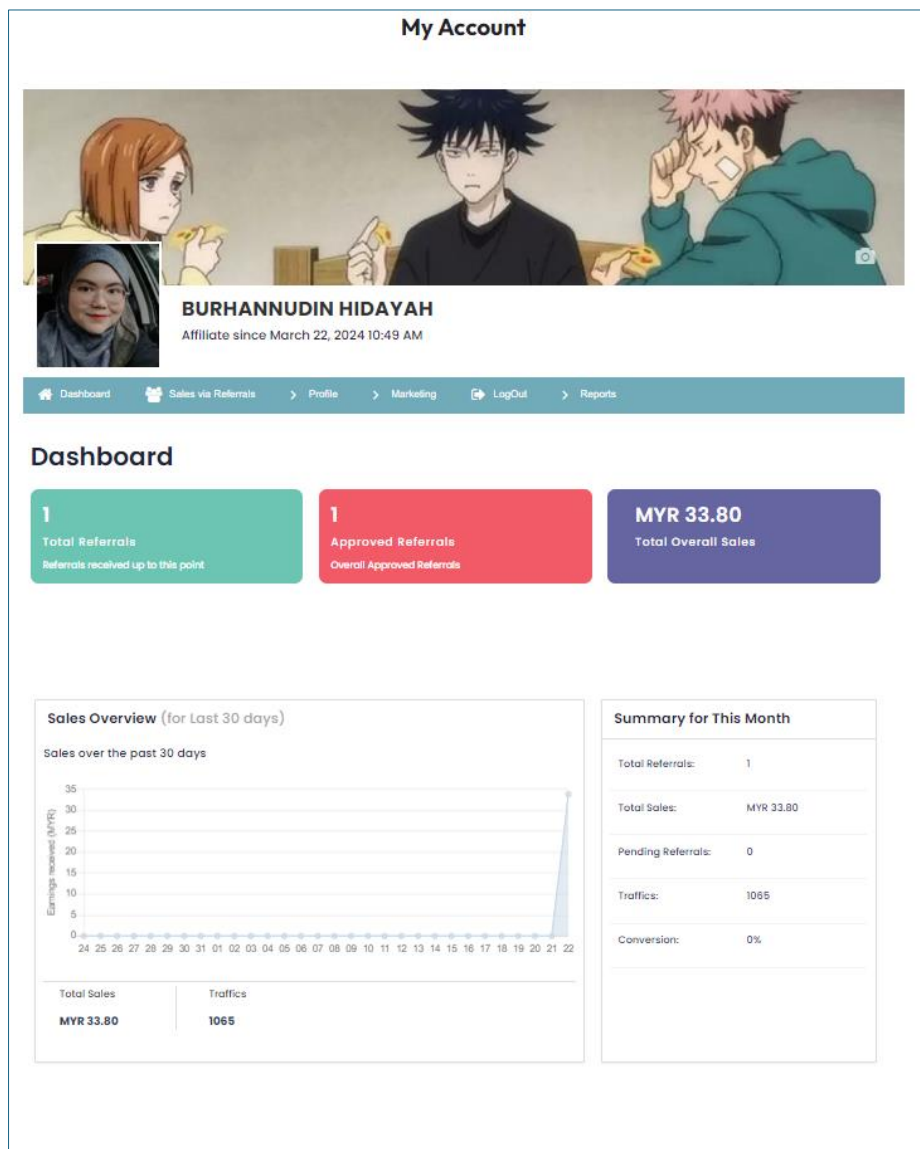 My Account
BURHANNUDIN HIDAYAH
Affiliate since March 22, 2024 10:49 AM
Dashboard Sales via Referrals Profile Marketing LogOut Reports
Dashboard
1
Total Referrals
Referrals received up to this point
1
Approved Referrals
Overall Approved Referrals
MYR 33.80
Total Overall Sales
Sales Overview (for Last 30 days)
Sales over the past 30 days
Earnings received (MYR)
35
30
25
20
15
10
5
0
24 25 26 27 28 29 30 31 01 02 03 04 05 06 07 08 09 10 11 12 13 14 15 16 17 18 19 20 21 22
Total Sales Traffics
MYR 33.80 1065
Summary for This Month
Total Referrals: 1
Total Sales: MYR 33.80
Pending Referrals: 0
Traffics: 1065
Conversion: 0%